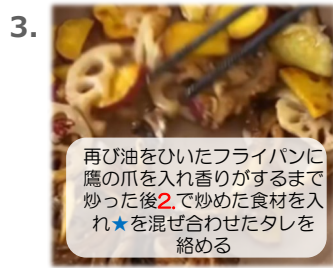 3.
再び油をひいたフライパンに
鷹の爪を入れ香りがするまで
炒った後2.で炒めた食材を入
れ★を混ぜ合わせたタレを
絡める